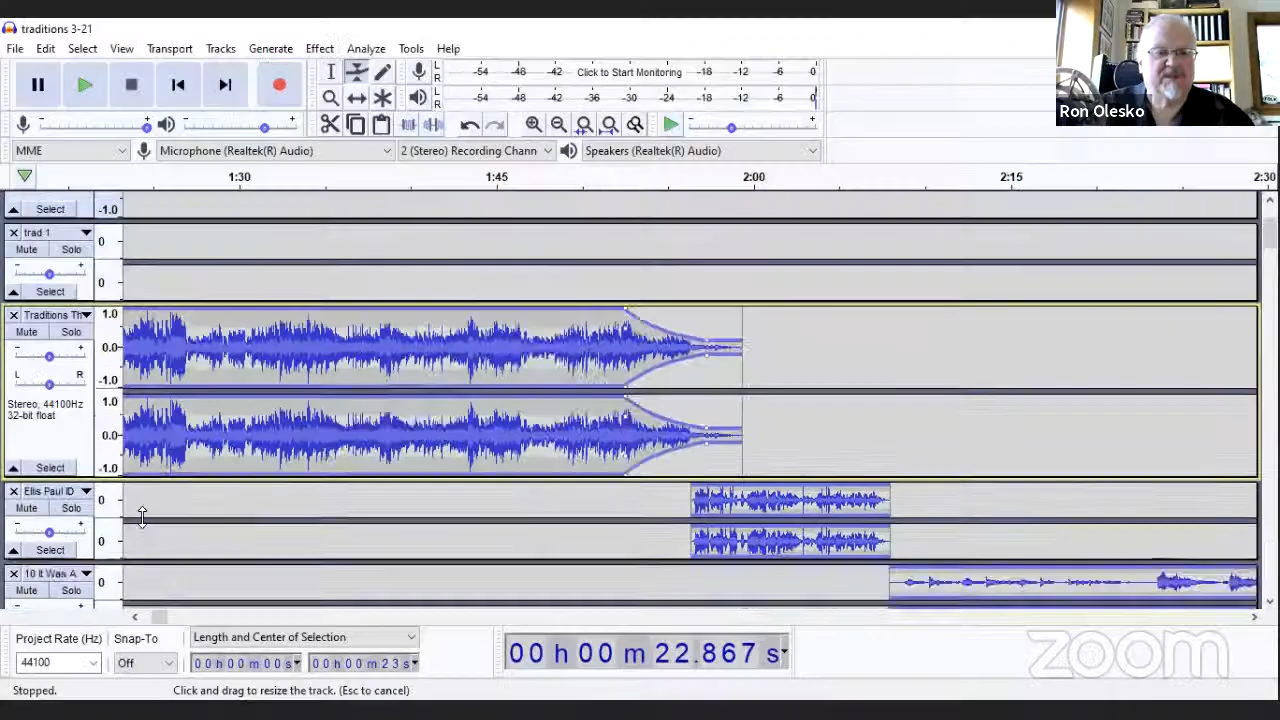 traditions 3-21
File Edit Select View Transport Tracks Generate Effect Analyze Tools Help
L
R
-54 -48 -42 Click to Start Monitoring -18 -12 -6 0
L
R
-54 -48 -42 -36 -30 -24 -18 -12 -6 0
Ron Olesko
MME Microphone (Realtek(R) Audio) 2 (Stereo) Recording Chann Speakers (Realtek(R) Audio)
1:30 1:45 2:00 2:15 2:30
Select -1.0
trad 1
Mute Solo
0
- +
0
Select
Traditions Th
Mute Solo
- +
L R
Stereo, 44100Hz
32-bit float
Select
1.0
0.0
-1.0
1.0
0.0
-1.0
Ellis Paul ID
Mute Solo
0
- +
0
Select
10 It Was A
Mute Solo
0
- +
Project Rate (Hz) Snap-To Length and Center of Selection
44100 Off 00 h 00 m 00 s 00 h 00 m 23 s
00 h 00 m 22.867 s
zoom
Stopped. Click and drag to resize the track. (Esc to cancel)